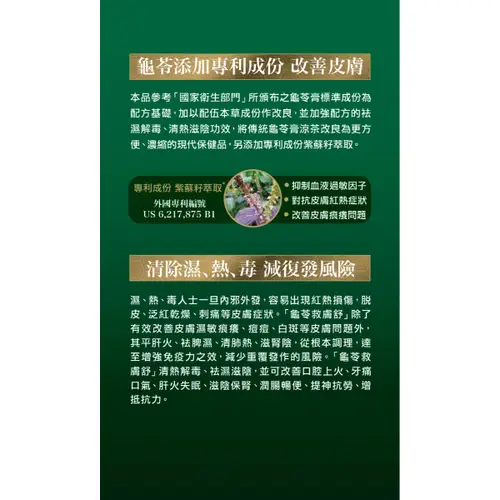 龜苓添加專利成份 改善皮膚
本品參考「國家衛生部門」所頒布之龜苓膏標準成份為
配方基礎，加以配伍本草成份作改良，並加強配方的袪
濕解毒、清熱滋陰功效，將傳統龜苓膏涼茶改良為更方
便、濃縮的現代保健品，另添加專利成份紫蘇籽萃取。
專利成份 紫蘇籽萃取*
外國專利編號
US 6,217,875 B1
• 抑制血液過敏因子
• 對抗皮膚紅熱症狀
• 改善皮膚痕癢問題
清除濕、熱、毒 減復發風險
濕、熱、毒人士一旦內邪外發，容易出現紅熱損傷，脫
皮、泛紅乾燥、刺痛等皮膚症狀。「龜苓救膚舒」除了
有效改善皮膚濕敏痕癢、痘痘、白斑等皮膚問題外，
其平肝火、袪脾濕、清肺熱、滋腎陰，從根本調理，達
至增強免疫力之效，減少重覆發作的風險。「龜苓救
膚舒」清熱解毒、袪濕滋陰，並可改善口腔上火、牙痛
口氣、肝火失眠、滋陰保腎、潤腸暢便、提神抗勞、增
抵抗力。